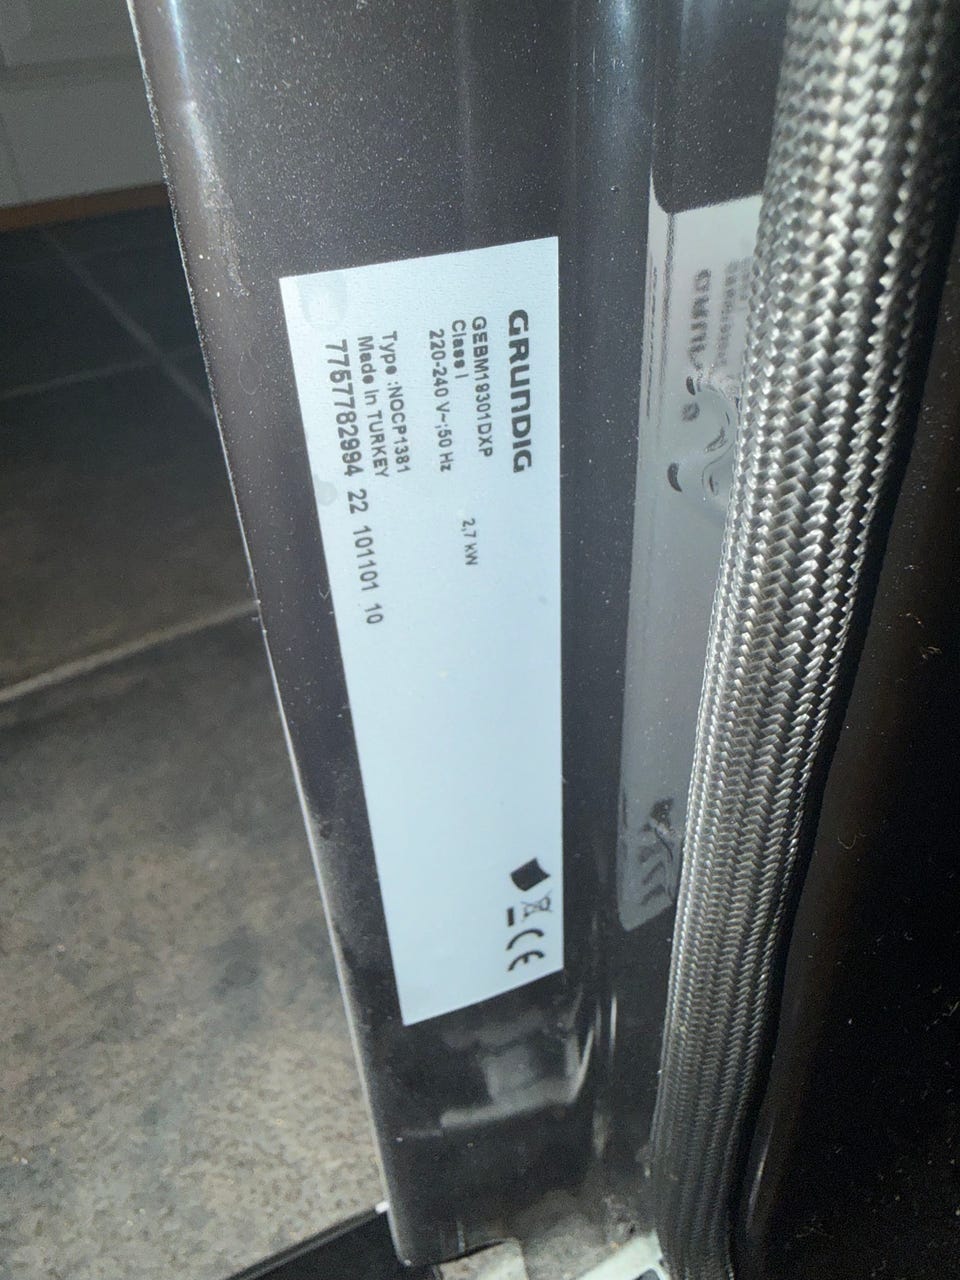 GRUNDIG
GEBM19301DXP
Class I 2,7 kW
220-240 V~;50 Hz
Type :NOCP1381
Made In TURKEY
7757782994 22 101101 10
CE